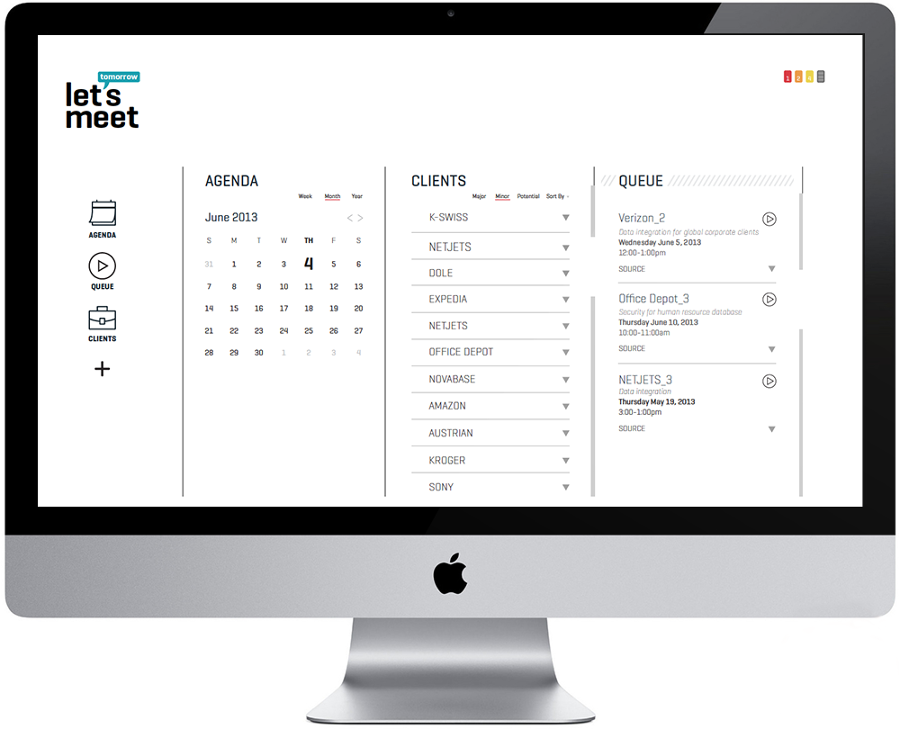 tomorrow
let's
meet
AGENDA
QUEUE
CLIENTS
AGENDA
Week Month Year
June 2013 < >
S M T W TH F S
31 1 2 3 4 5 6
7 8 9 10 11 12 13
14 15 16 17 18 19 20
21 22 23 24 25 26 27
28 29 30 1 2 3 4
CLIENTS
Major Minor Potential Sort By
K-SWISS
NETJETS
DOLE
EXPEDIA
NETJETS
OFFICE DEPOT
NOVABASE
AMAZON
AUSTRIAN
KROGER
SONY
QUEUE
Verizon_2
Data integration for global corporate clients
Wednesday June 5, 2013
12:00-1:00pm
SOURCE
Office Depot_3
Security for human resource database
Thursday June 10, 2013
10:00-11:00am
SOURCE
NETJETS_3
Data integration
Thursday May 19, 2013
3:00-1:00pm
SOURCE